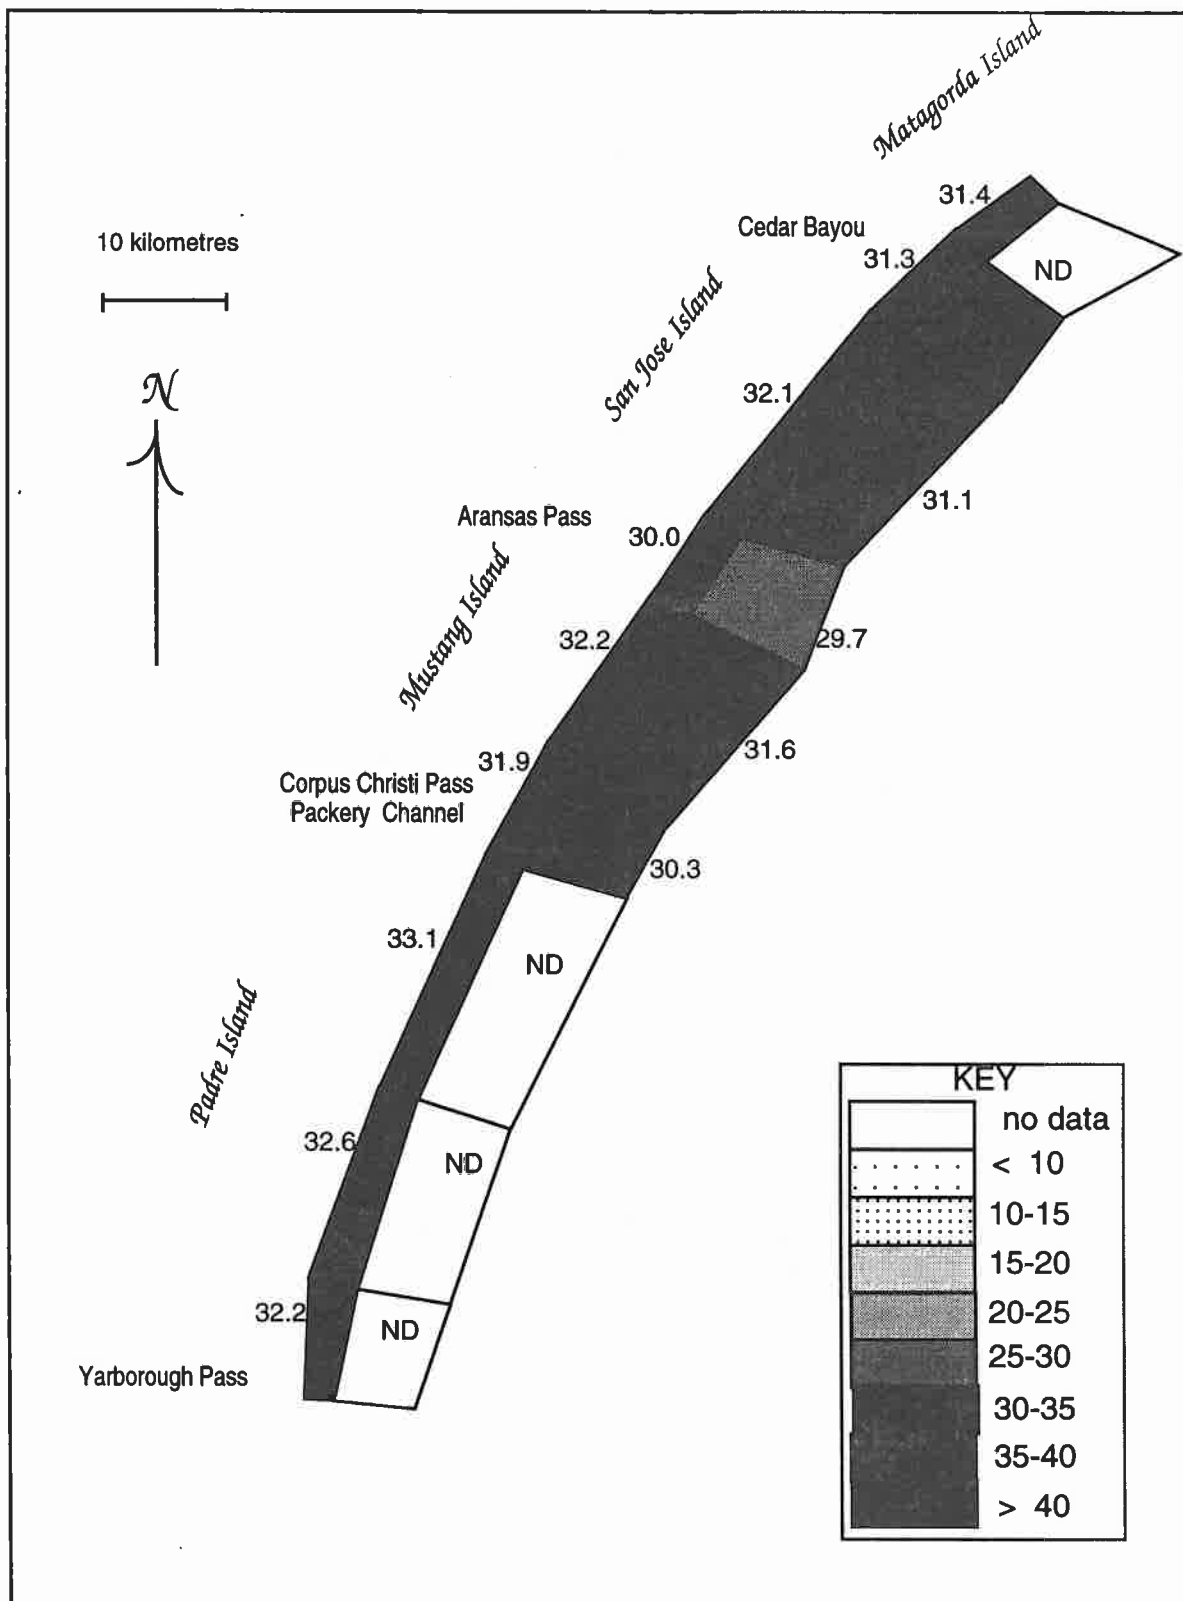 Matagorda Island
31.4
Cedar Bayou
10 kilometres
31.3
ND
San Jose Island
N
32.1
31.1
Aransas Pass
30.0
Mustang Island
32.2
29.7
31.6
31.9
Corpus Christi Pass
Packery Channel
30.3
33.1
ND
Padre Island
KEY
no data
< 10
10-15
15-20
20-25
25-30
30-35
35-40
> 40
32.6
ND
32.2
ND
Yarborough Pass